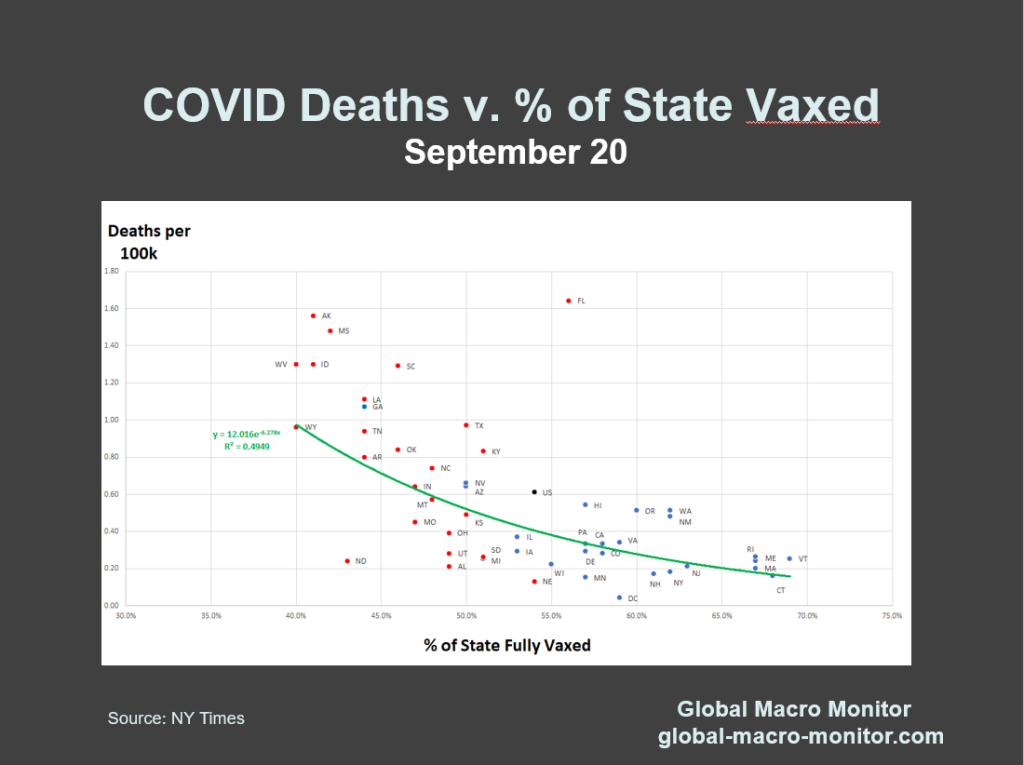 COVID Deaths v. % of State Vaxed
September 20
Deaths per
100k
1.80
1.60
1.40
1.20
1.00
0.80
0.60
0.40
0.20
0.00
30.0% 35.0% 40.0% 45.0% 50.0% 55.0% 60.0% 65.0% 70.0% 75.0%
FL
AK
MS
WV ID SC
LA
GA
WY TN TX
R² = 0.4949
AR OK KY
NC
IN NV
AZ US
MT
MO KS HI OR WA
NM
OH IL PA CA VA
ND UT SD IA DE CO RI ME VT
AL MI WI MN NH NY NJ MA
NE DC CT
% of State Fully Vaxed
Source: NY Times
Global Macro Monitor
global-macro-monitor.com